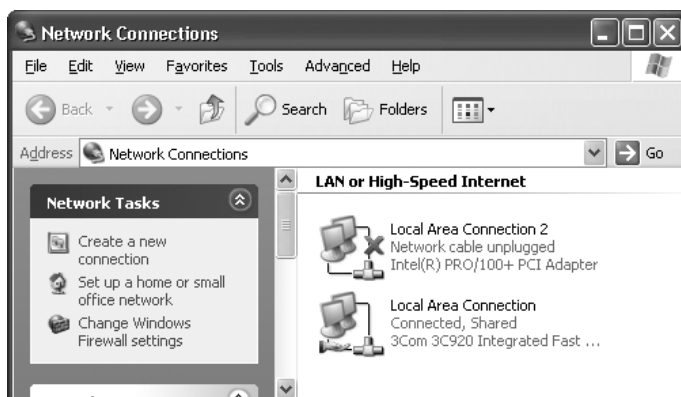 Network Connections
File Edit View Favorites Tools Advanced Help
Back Search Folders
Address Network Connections Go
Network Tasks
Create a new
connection
Set up a home or small
office network
Change Windows
Firewall settings
LAN or High-Speed Internet
Local Area Connection 2
Network cable unplugged
Intel(R) PRO/100+ PCI Adapter
Local Area Connection
Connected, Shared
3Com 3C920 Integrated Fast ...